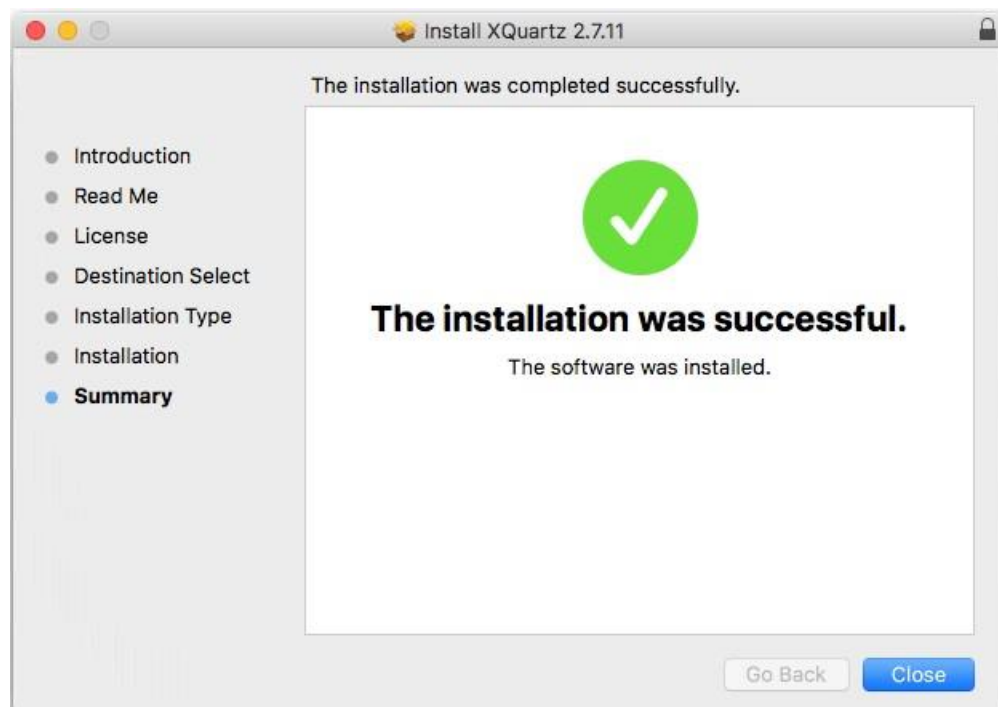 Install XQuartz 2.7.11
The installation was completed successfully.
Introduction
Read Me
License
Destination Select
Installation Type
Installation
Summary
The installation was successful.
The software was installed.
Go Back
Close